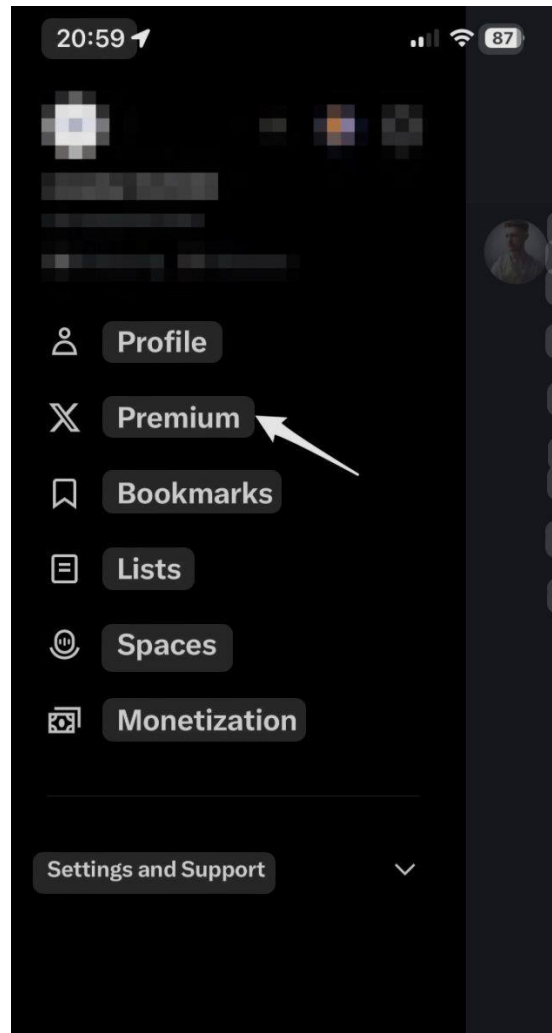 20:59
87
Profile
Premium
Bookmarks
Lists
Spaces
Monetization
Settings and Support